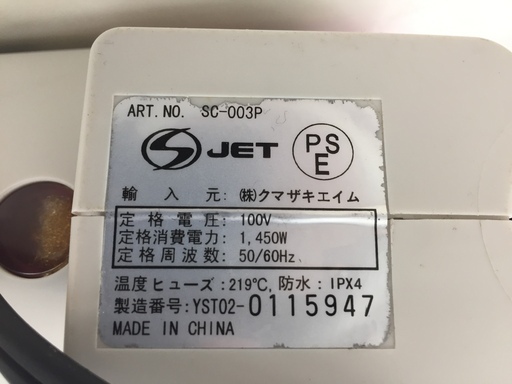 ART.NO. SC-003P
S JET PSE
輸入元: (株)クマザキエイム
定格電圧: 100V
定格消費電力: 1,450W
定格周波数: 50/60Hz
温度ヒューズ:219℃,防水:IPX4
製造番号:YST02-0115947
MADE IN CHINA